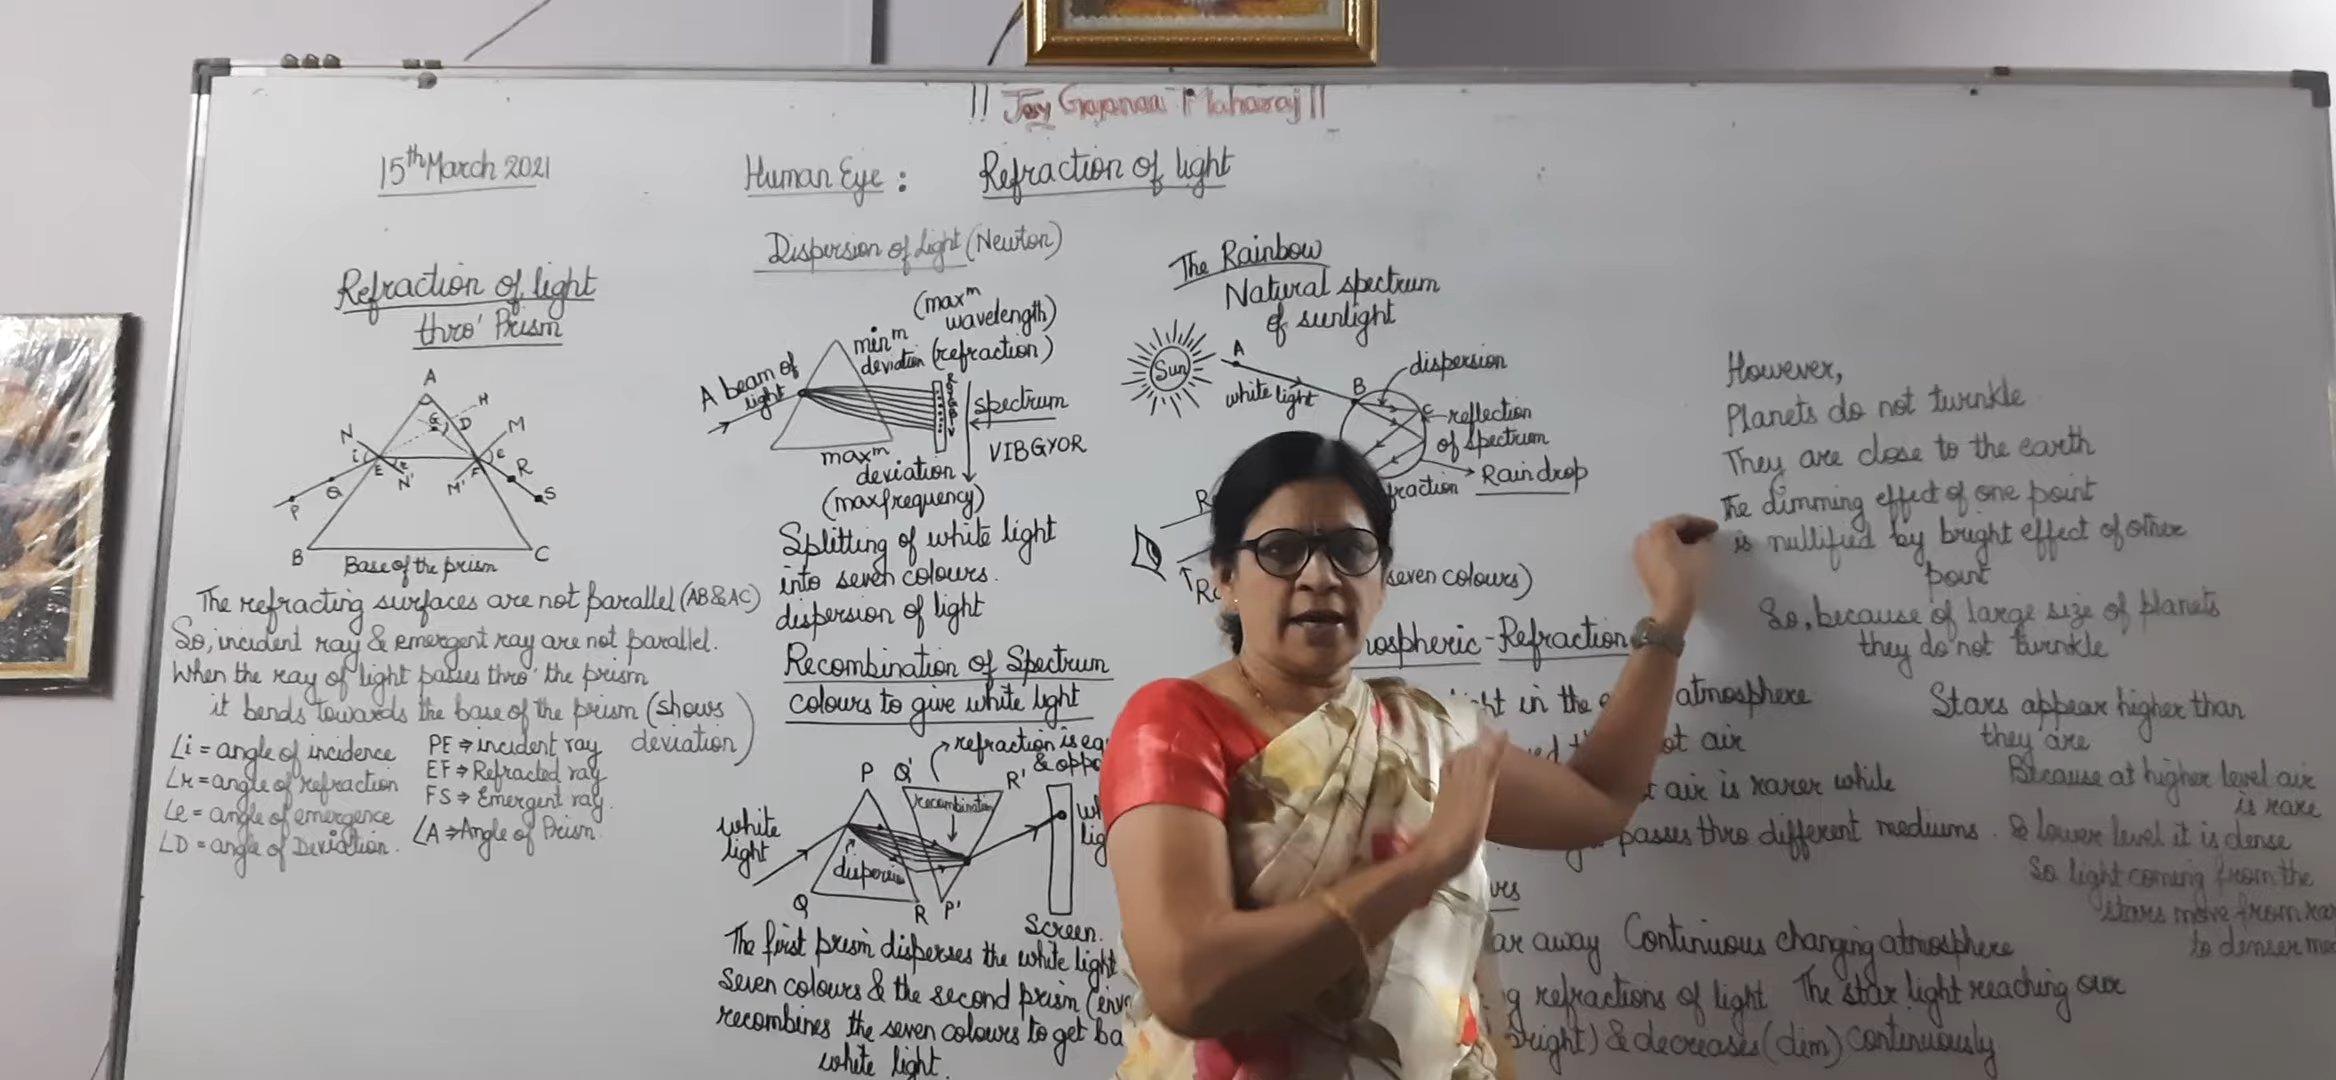 || Jay Gajanan Maharaj ||
15th March 2021
Human Eye : Refraction of light
Refraction of light
thro' Prism
A
H
G
D
N
M
i
E
r
N'
M'
F
e
R
S
Q
P
B
C
Base of the prism
The refracting surfaces are not parallel (AB&AC)
So, incident ray & emergent ray are not parallel.
When the ray of light passes thro' the prism
it bends towards the base of the prism (shows
deviation)
∠i = angle of incidence
∠r = angle of refraction
∠e = angle of emergence
∠D = angle of Deviation.
PE ⇒ incident ray
EF ⇒ Refracted ray
FS ⇒ Emergent ray.
∠A ⇒ Angle of Prism.
Dispersion of light (Newton)
(maxm
wavelength)
minm
deviation (refraction)
A beam of
light
R
O
Y
G
B
I
V
spectrum
VIBGYOR
maxm
deviation
(max frequency)
Splitting of white light
into seven colours.
dispersion of light
Recombination of Spectrum
colours to give white light
refraction is
&
P
Q'
R'
recombination
white
light
Q
R
P'
Screen.
The first prism disperses the white light
seven colours & the second prism
recombines the seven colours to get
white light.
The Rainbow
Natural spectrum
of sunlight
Sun
A
white light
B
dispersion
C
reflection
of spectrum
Rain drop
seven colours)
Refraction
in the
atmosphere
air
air is rarer while
passes thro different mediums.
away Continuous changing atmosphere
refractions of light The star light reaching our
& decreases (dim) continuously
However,
Planets do not twinkle
They are close to the earth
The dimming effect of one point
is nullified by bright effect of other
point
So, because of large size of planets
they do not twinkle
Stars appear higher than
they are
Because at higher level air
is rare
& lower level it is dense
So light coming from the
stars move from
to denser